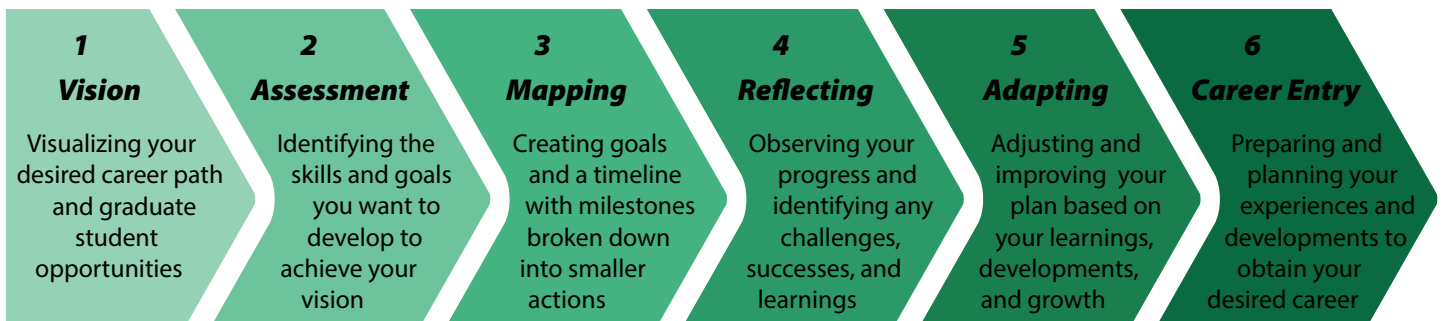 1
Vision
Visualizing your
desired career path
and graduate
student
opportunities
2
Assessment
Identifying the
skills and goals
you want to
develop to
achieve your
vision
3
Mapping
Creating goals
and a timeline
with milestones
broken down
into smaller
actions
4
Reflecting
Observing your
progress and
identifying any
challenges,
successes, and
learnings
5
Adapting
Adjusting and
improving your
plan based on
your learnings,
developments,
and growth
6
Career Entry
Preparing and
planning your
experiences and
developments to
obtain your
desired career